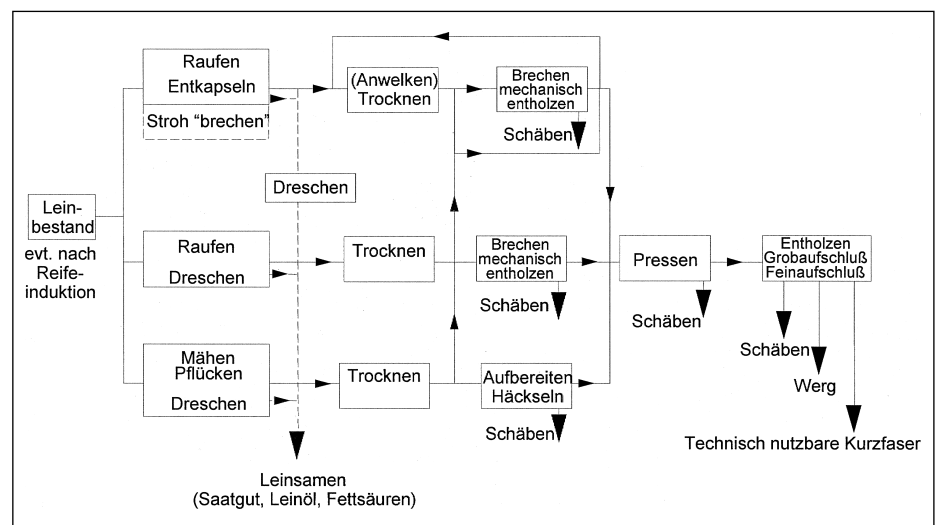 Raufen
Entkapseln
Stroh "brechen"
(Anwelken)
Trocknen
Brechen
mechanisch
entholzen
Schäben
Dreschen
Lein-
bestand
evt. nach
Reife-
induktion
Raufen
Dreschen
Trocknen
Brechen
mechanisch
entholzen
Schäben
Pressen
Schäben
Entholzen
Grobaufschluß
Feinaufschluß
Schäben
Werg
Technisch nutzbare Kurzfaser
Mähen
Pflücken
Dreschen
Trocknen
Aufbereiten
Häckseln
Schäben
Leinsamen
(Saatgut, Leinöl, Fettsäuren)